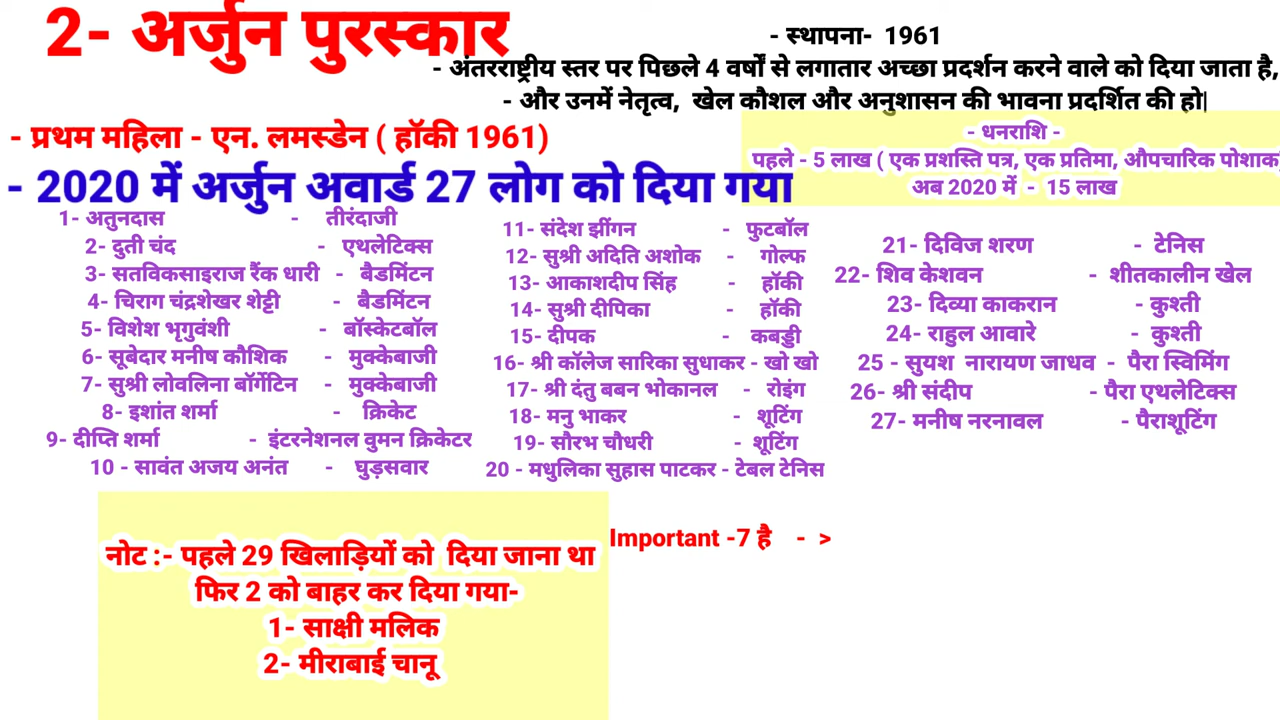 2- अर्जुन पुरस्कार
- स्थापना- 1961
- अंतरराष्ट्रीय स्तर पर पिछले 4 वर्षों से लगातार अच्छा प्रदर्शन करने वाले को दिया जाता है,
- और उनमें नेतृत्व, खेल कौशल और अनुशासन की भावना प्रदर्शित की हो|
- प्रथम महिला - एन. लमस्डेन ( हॉकी 1961)
- धनराशि -
पहले - 5 लाख ( एक प्रशस्ति पत्र, एक प्रतिमा, औपचारिक पोशाक)
अब 2020 में - 15 लाख
- 2020 में अर्जुन अवार्ड 27 लोग को दिया गया
1- अतुनदास - तीरंदाजी
2- दुती चंद - एथलेटिक्स
3- सतविकसाइराज रैंक धारी - बैडमिंटन
4- चिराग चंद्रशेखर शेट्टी - बैडमिंटन
5- विशेश भृगुवंशी - बॉस्केटबॉल
6- सूबेदार मनीष कौशिक - मुक्केबाजी
7- सुश्री लोवलिना बॉर्गेटिन - मुक्केबाजी
8- इशांत शर्मा - क्रिकेट
9- दीप्ति शर्मा - इंटरनेशनल वुमन क्रिकेटर
10 - सावंत अजय अनंत - घुड़सवार
11- संदेश झींगन - फुटबॉल
12- सुश्री अदिति अशोक - गोल्फ
13- आकाशदीप सिंह - हॉकी
14- सुश्री दीपिका - हॉकी
15- दीपक - कबड्डी
16- श्री कॉलेज सारिका सुधाकर - खो खो
17- श्री दंतु बबन भोकानल - रोइंग
18- मनु भाकर - शूटिंग
19- सौरभ चौधरी - शूटिंग
20 - मधुलिका सुहास पाटकर - टेबल टेनिस
21- दिविज शरण - टेनिस
22- शिव केशवन - शीतकालीन खेल
23- दिव्या काकरान - कुश्ती
24- राहुल आवारे - कुश्ती
25 - सुयश नारायण जाधव - पैरा स्विमिंग
26- श्री संदीप - पैरा एथलेटिक्स
27- मनीष नरनावल - पैराशूटिंग
नोट :- पहले 29 खिलाड़ियों को दिया जाना था
फिर 2 को बाहर कर दिया गया-
1- साक्षी मलिक
2- मीराबाई चानू
Important -7 है - >